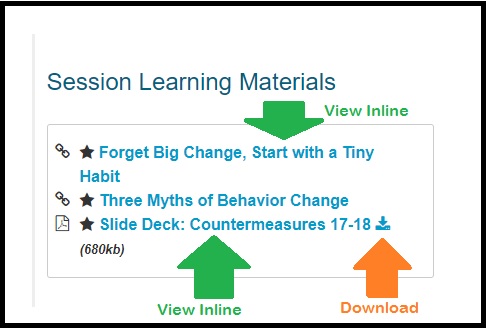 Session Learning Materials
View Inline
Forget Big Change, Start with a Tiny
Habit
Three Myths of Behavior Change
Slide Deck: Countermeasures 17-18
(680kb)
View Inline
Download